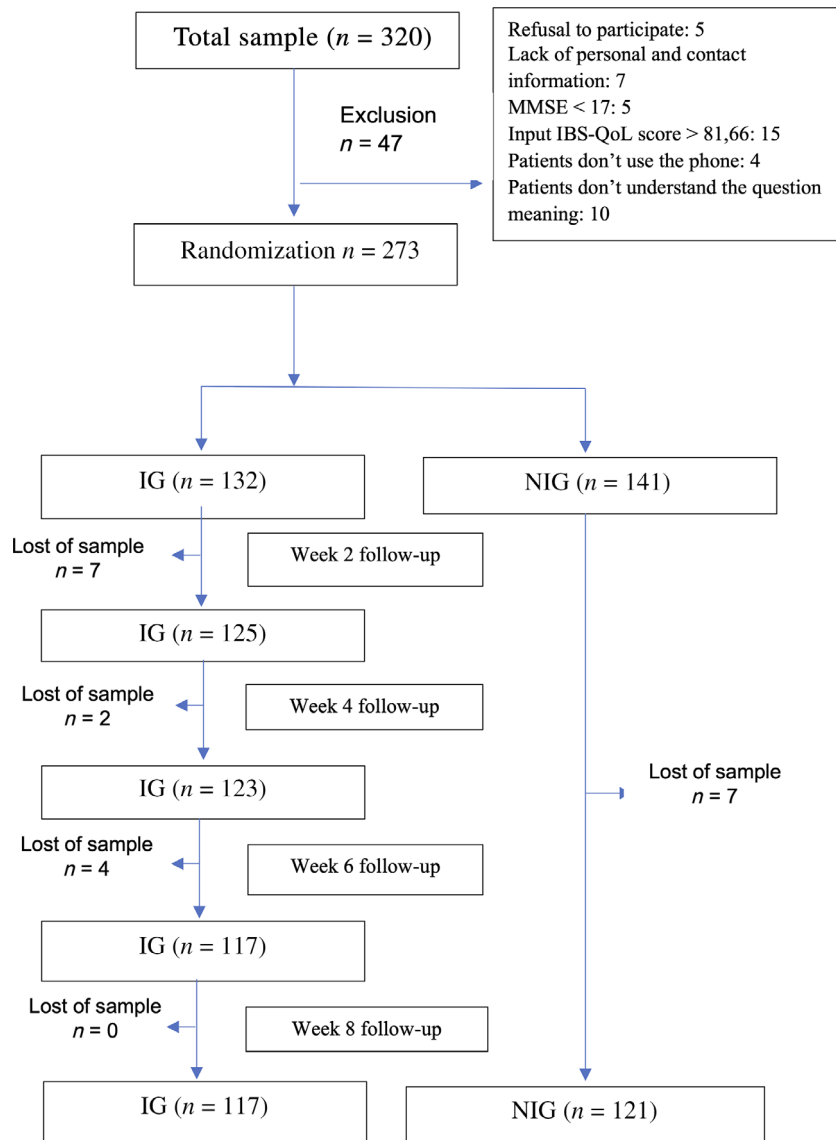 Total sample (n = 320)
Refusal to participate: 5
Lack of personal and contact
information: 7
MMSE < 17: 5
Input IBS-QoL score > 81,66: 15
Patients don’t use the phone: 4
Patients don’t understand the question
meaning: 10
Exclusion
n = 47
Randomization n = 273
IG (n = 132)
NIG (n = 141)
Lost of sample
n = 7
Week 2 follow-up
IG (n = 125)
Lost of sample
n = 2
Week 4 follow-up
IG (n = 123)
Lost of sample
n = 7
Lost of sample
n = 4
Week 6 follow-up
IG (n = 117)
Lost of sample
n = 0
Week 8 follow-up
IG (n = 117)
NIG (n = 121)